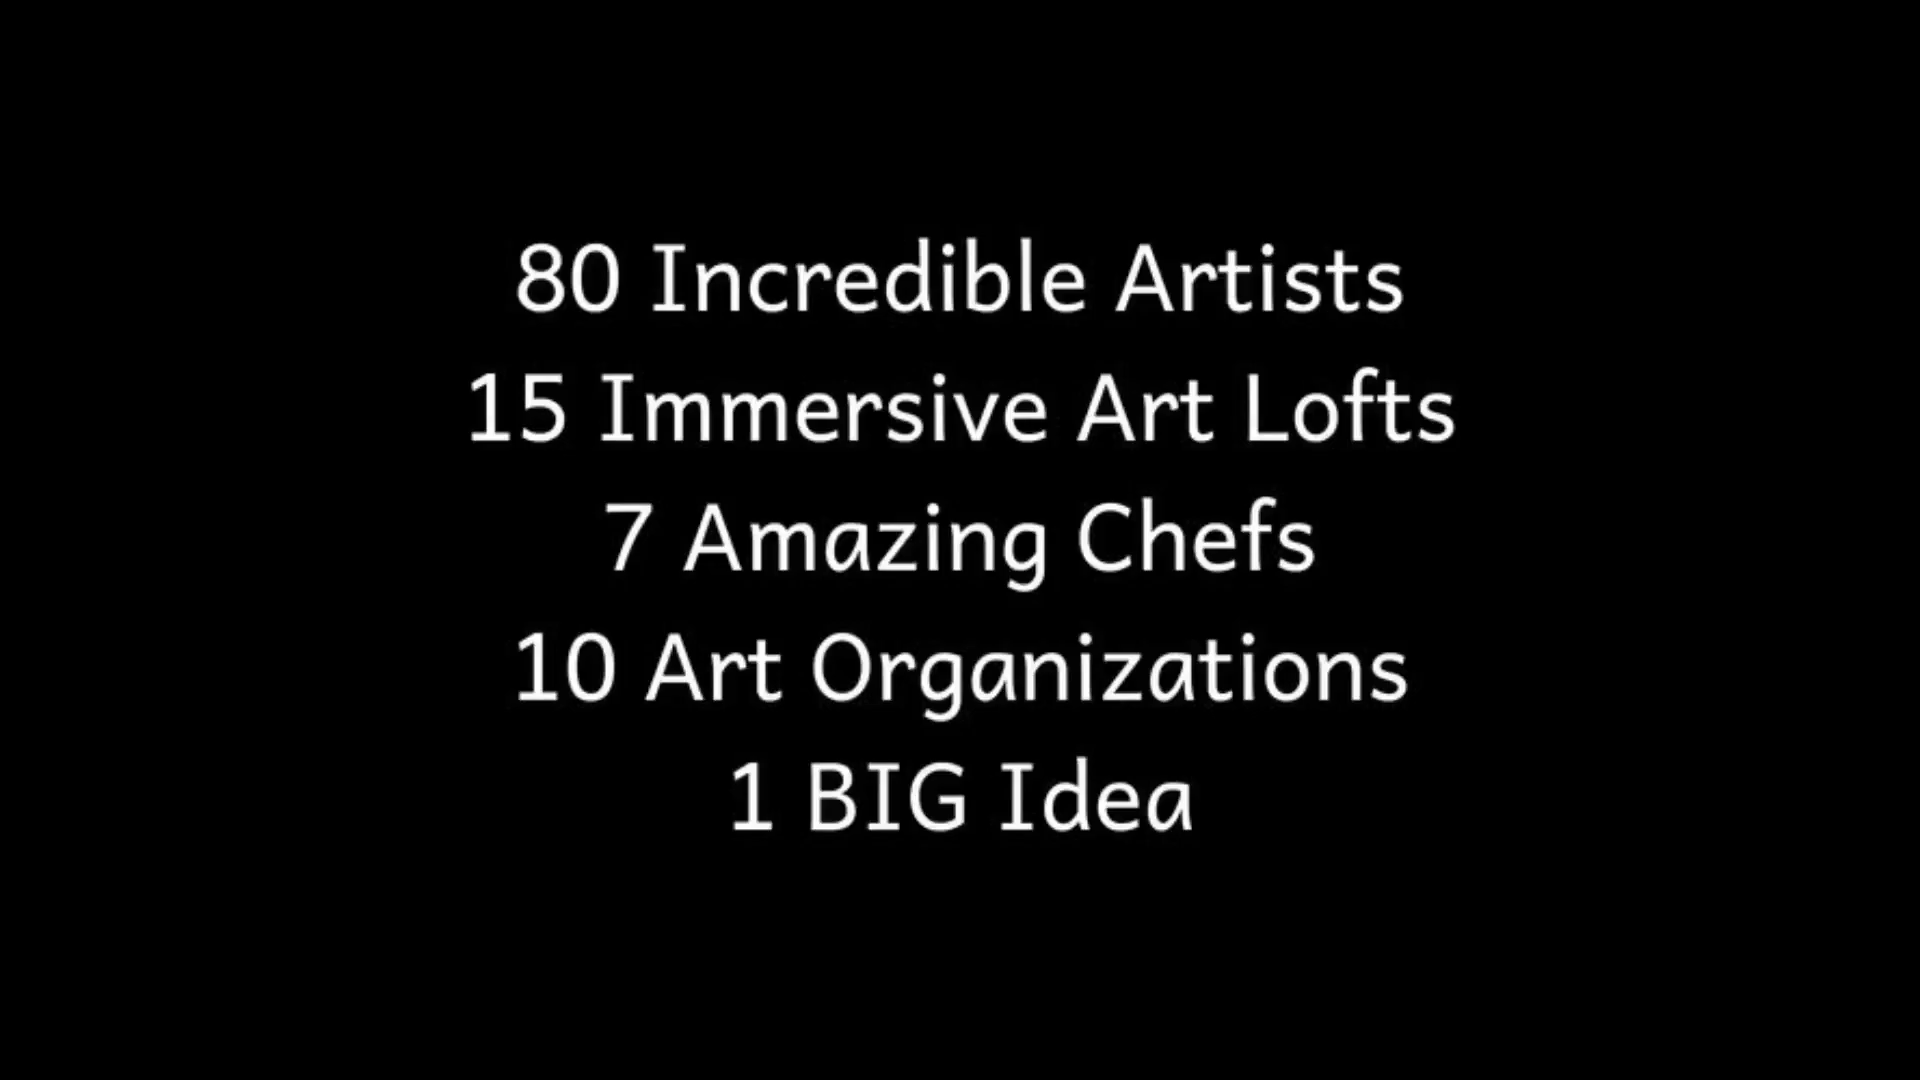 80 Incredible Artists
15 Immersive Art Lofts
7 Amazing Chefs
10 Art Organizations
1 BIG Idea